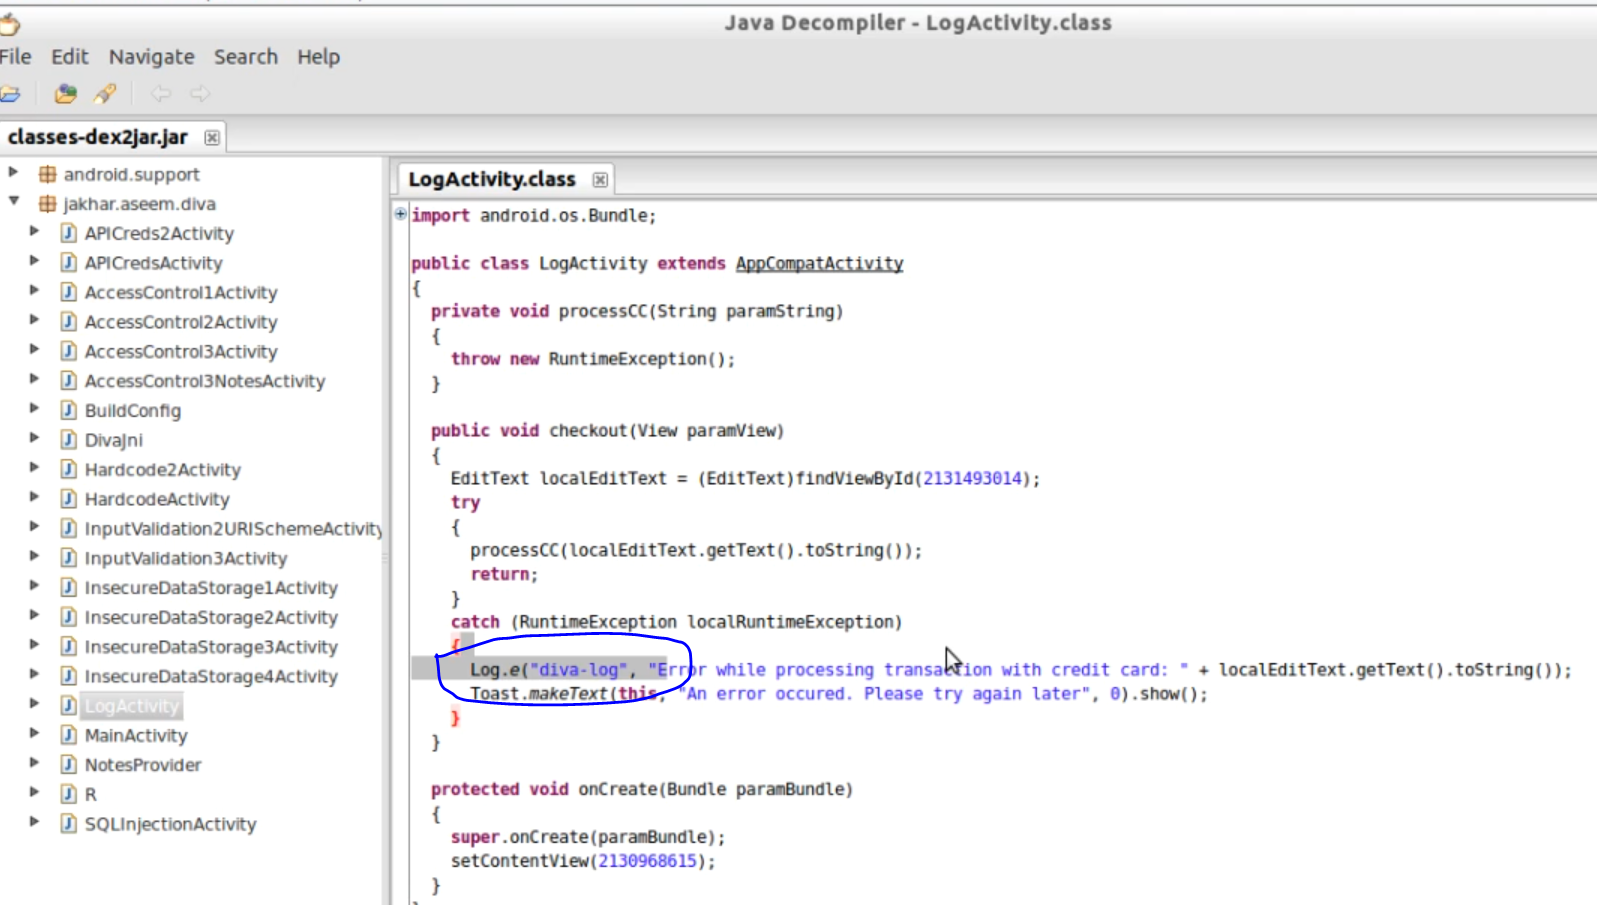 Java Decompiler - LogActivity.class
File Edit Navigate Search Help
classes-dex2jar.jar
android.support
jakhar.aseem.diva
APICreds2Activity
APICredsActivity
AccessControl1Activity
AccessControl2Activity
AccessControl3Activity
AccessControl3NotesActivity
BuildConfig
DivaJni
Hardcode2Activity
HardcodeActivity
InputValidation2URISchemeActivity
InputValidation3Activity
InsecureDataStorage1Activity
InsecureDataStorage2Activity
InsecureDataStorage3Activity
InsecureDataStorage4Activity
LogActivity
MainActivity
NotesProvider
R
SQLInjectionActivity
LogActivity.class
import android.os.Bundle;
public class LogActivity extends AppCompatActivity
{
private void processCC(String paramString)
{
throw new RuntimeException();
}
public void checkout(View paramView)
{
EditText localEditText = (EditText)findViewById(2131493014);
try
{
processCC(localEditText.getText().toString());
return;
}
catch (RuntimeException localRuntimeException)
{
Log.e("diva-log", "Error while processing transaction with credit card: " + localEditText.getText().toString());
Toast.makeText(this, "An error occured. Please try again later", 0).show();
}
}
protected void onCreate(Bundle paramBundle)
{
super.onCreate(paramBundle);
setContentView(2130968615);
}